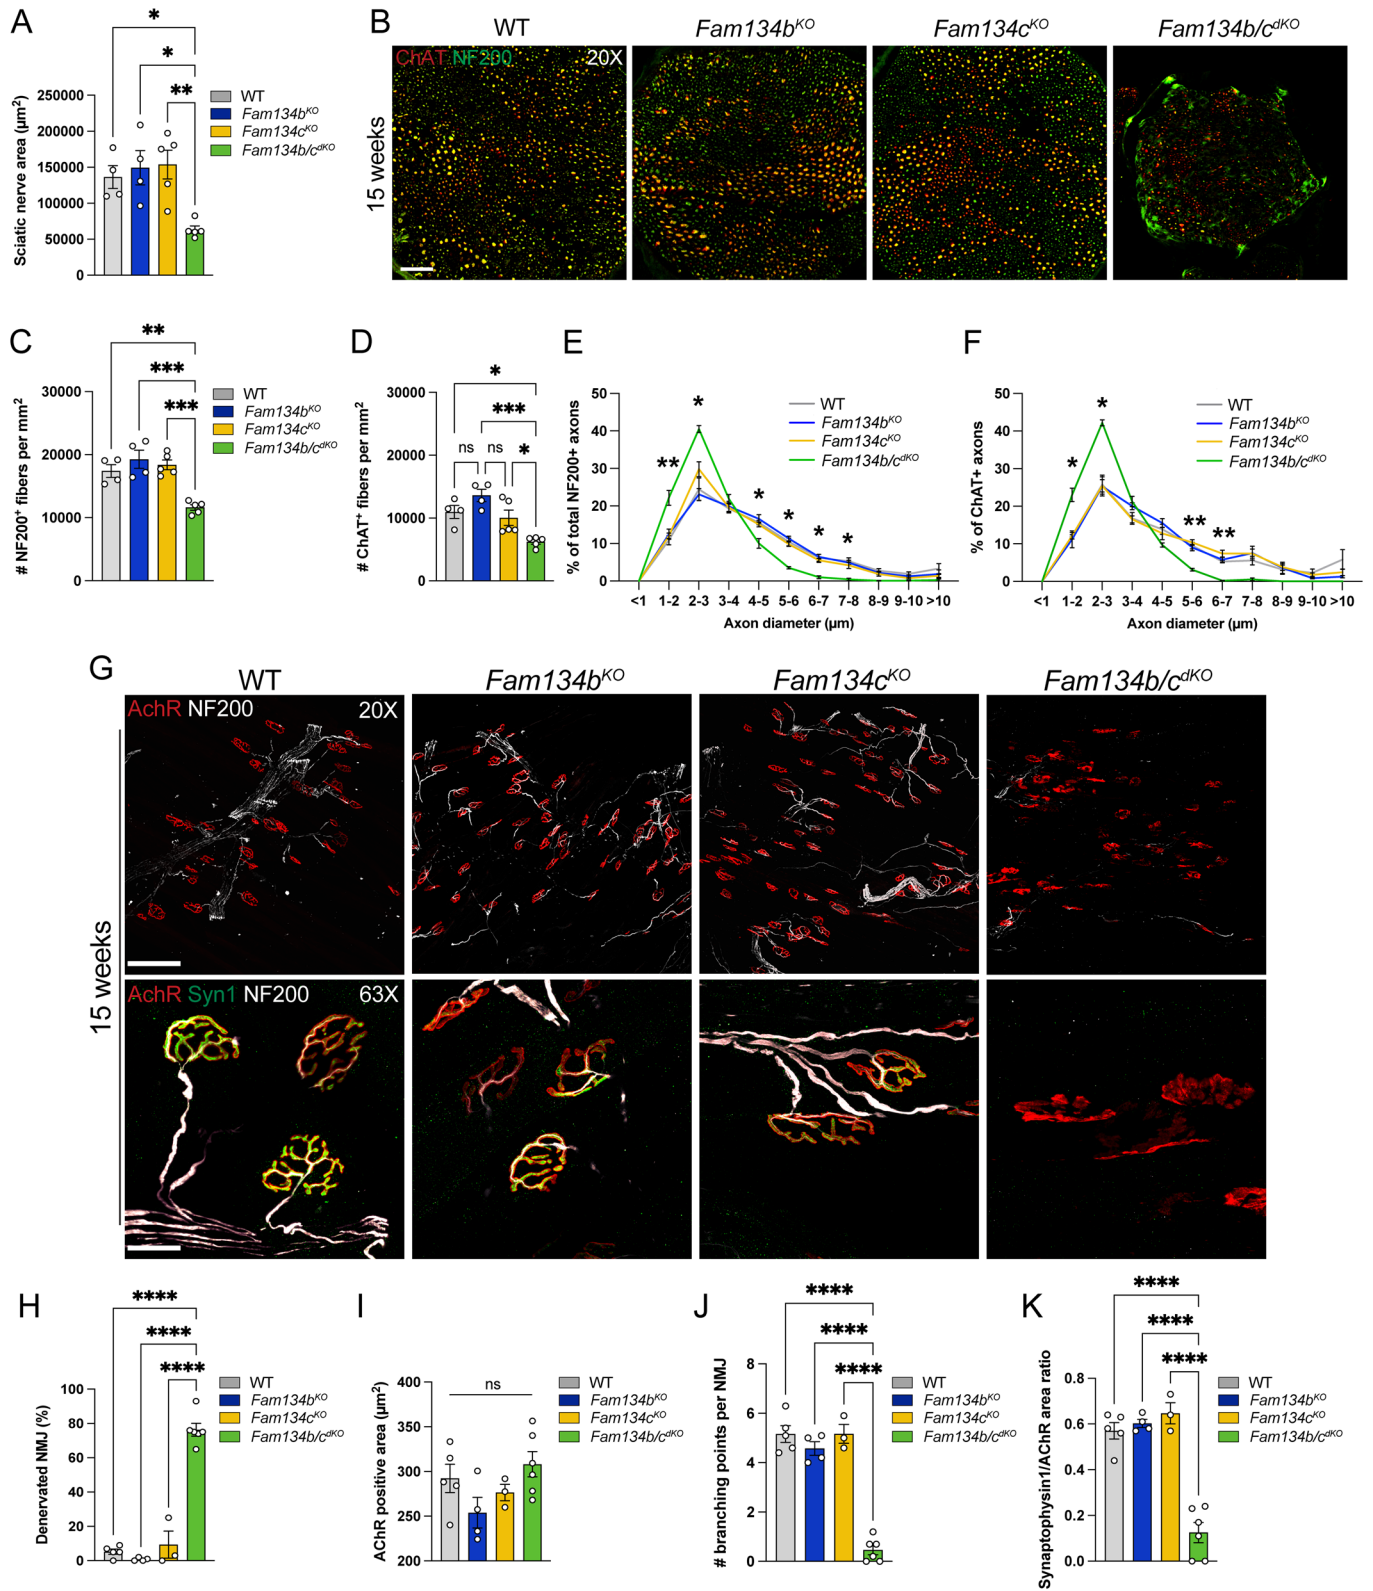 A
*
*
**
Sciatic nerve area (µm²)
250000
200000
150000
100000
50000
0
WT
Fam134bᴷᴼ
Fam134cᴷᴼ
Fam134b/cᵈᴷᴼ
B
WT
Fam134bᴷᴼ
Fam134cᴷᴼ
Fam134b/cᵈᴷᴼ
15 weeks
ChAT NF200
20X
C
**
***
***
# NF200⁺ fibers per mm²
30000
20000
10000
0
WT
Fam134bᴷᴼ
Fam134cᴷᴼ
Fam134b/cᵈᴷᴼ
D
*
***
ns
ns
*
# ChAT⁺ fibers per mm²
30000
20000
10000
0
E
% of total NF200+ axons
50
40
30
20
10
0
**
*
*
*
*
*
WT
Fam134bᴷᴼ
Fam134cᴷᴼ
Fam134b/cᵈᴷᴼ
<1 1-2 2-3 3-4 4-5 5-6 6-7 7-8 8-9 9-10 >10
Axon diameter (µm)
F
% of ChAT+ axons
50
40
30
20
10
0
*
*
**
**
WT
Fam134bᴷᴼ
Fam134cᴷᴼ
Fam134b/cᵈᴷᴼ
<1 1-2 2-3 3-4 4-5 5-6 6-7 7-8 8-9 9-10 >10
Axon diameter (µm)
G
WT
Fam134bᴷᴼ
Fam134cᴷᴼ
Fam134b/cᵈᴷᴼ
15 weeks
AchR NF200
20X
AchR Syn1 NF200
63X
H
****
****
****
Denervated NMJ (%)
100
80
60
40
20
0
WT
Fam134bᴷᴼ
Fam134cᴷᴼ
Fam134b/cᵈᴷᴼ
I
ns
AChR positive area (µm²)
400
350
300
250
200
J
****
****
****
# branching points per NMJ
8
6
4
2
0
WT
Fam134bᴷᴼ
Fam134cᴷᴼ
Fam134b/cᵈᴷᴼ
K
****
****
****
Synaptophysin1/AChR area ratio
0.8
0.6
0.4
0.2
0.0
WT
Fam134bᴷᴼ
Fam134cᴷᴼ
Fam134b/cᵈᴷᴼ